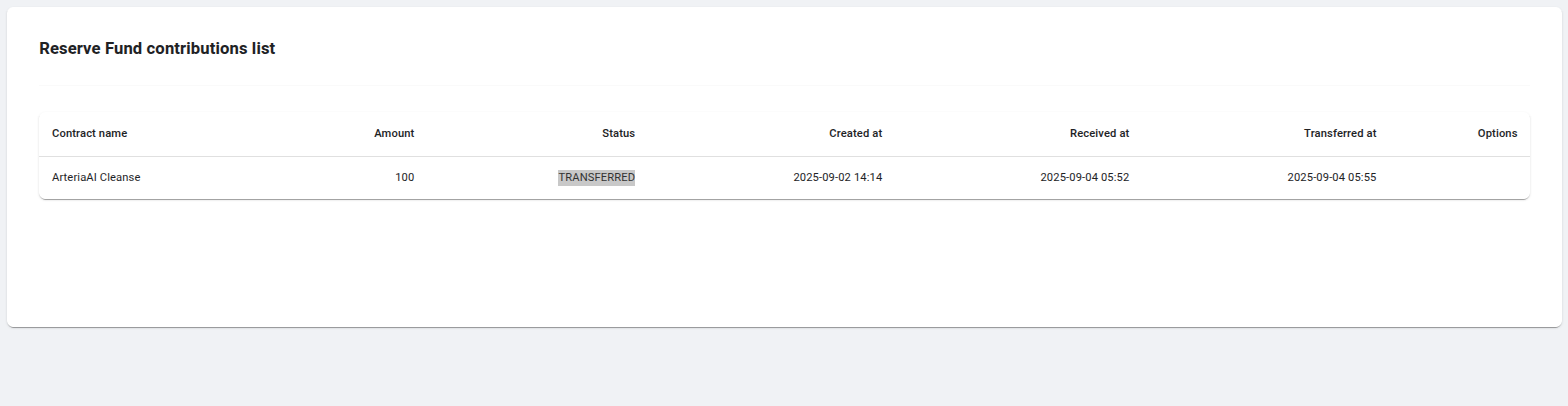 Reserve Fund contributions list
Contract name Amount Status Created at Received at Transferred at Options
ArteriaAI Cleanse 100 TRANSFERRED 2025-09-02 14:14 2025-09-04 05:52 2025-09-04 05:55